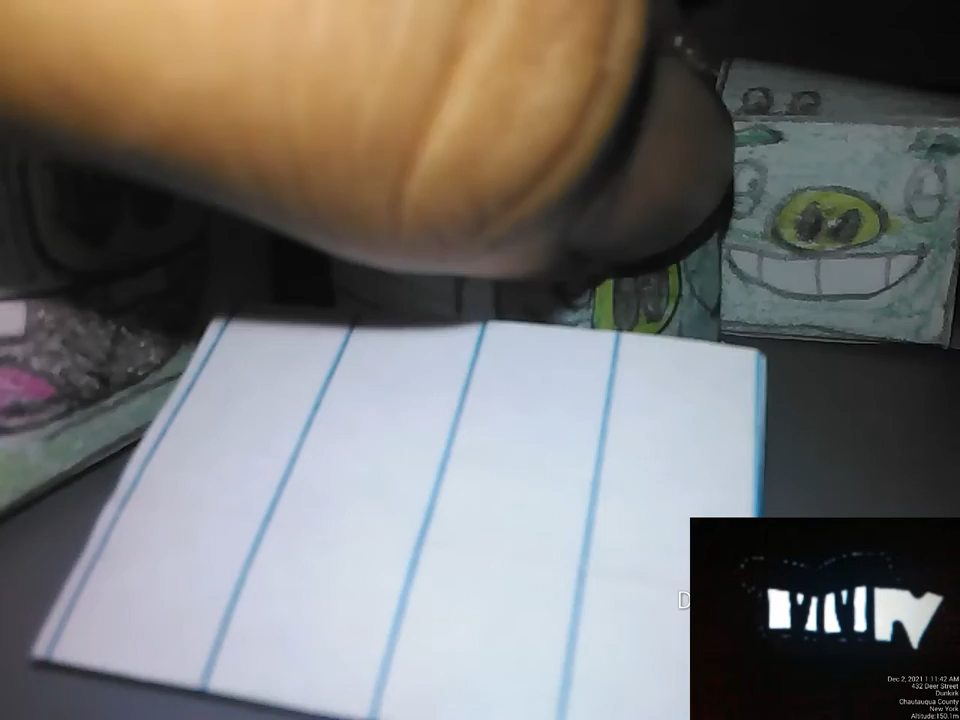 D
Dec 2, 2021 1:11:42 AM
432 Deer Street
Dunkirk
Chautauqua County
New York
Altitude:150.1m